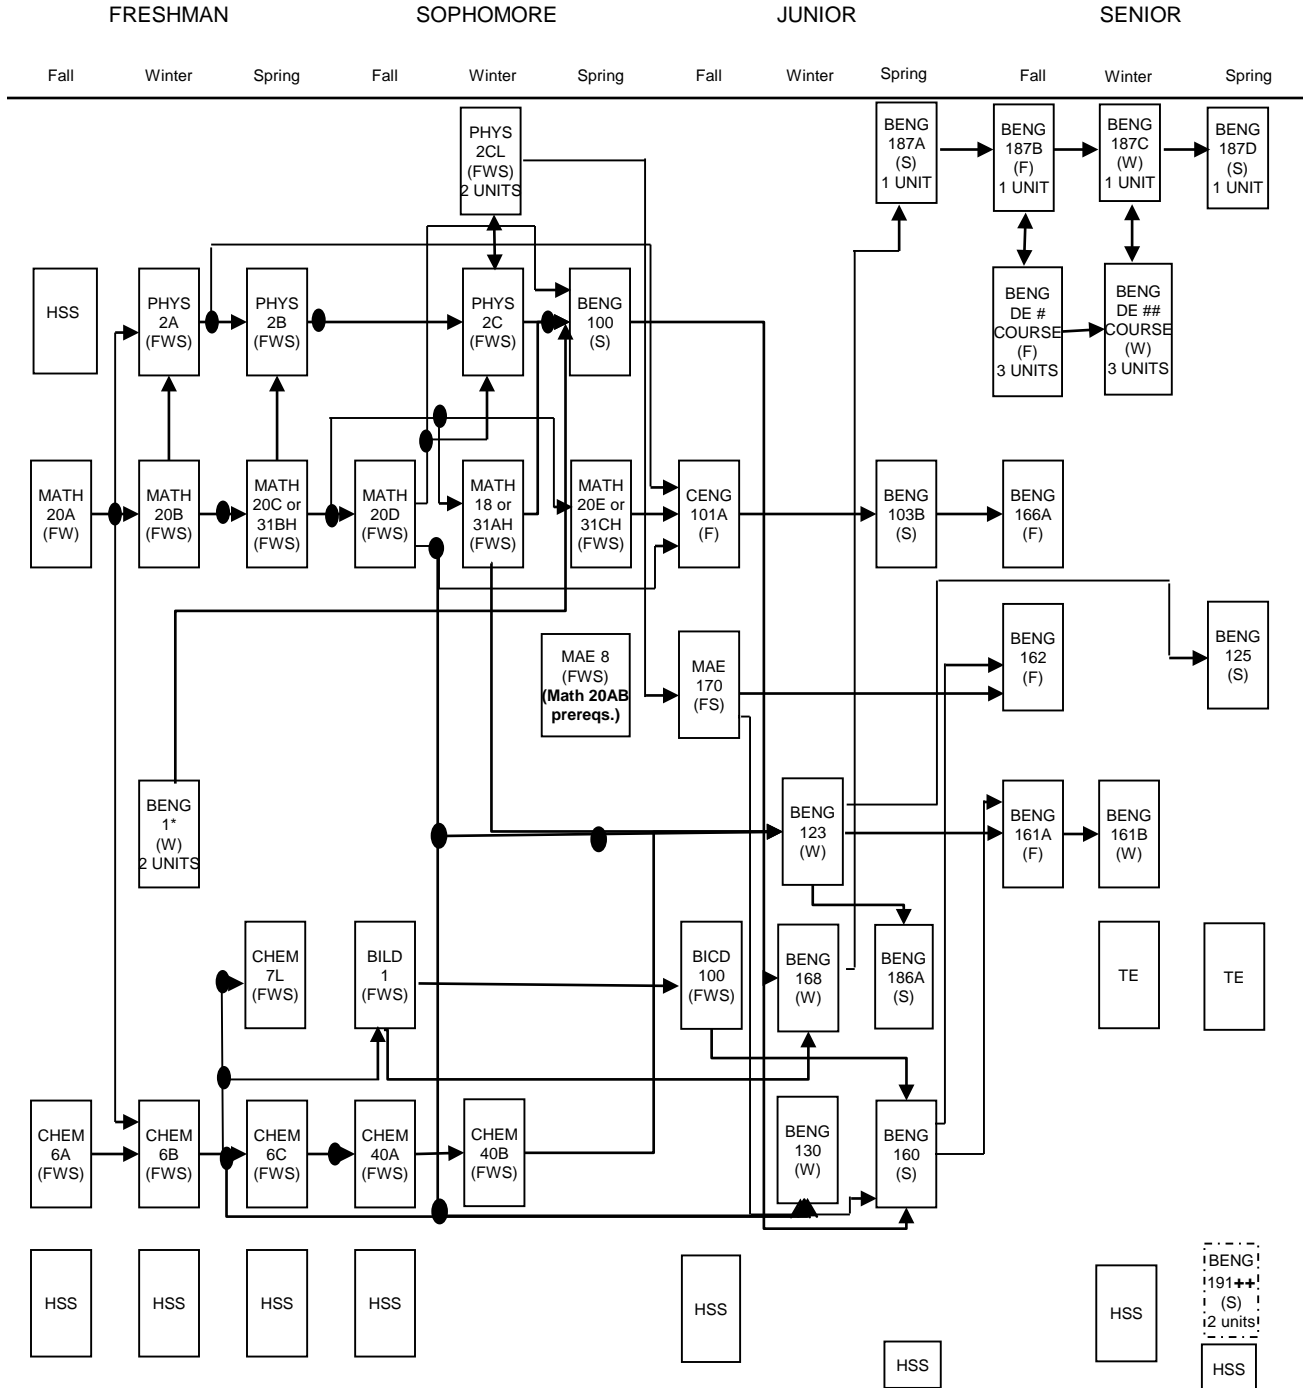 FRESHMAN SOPHOMORE JUNIOR SENIOR
Fall Winter Spring Fall Winter Spring Fall Winter Spring Fall Winter Spring
PHYS
2CL
(FWS)
2 UNITS
BENG
187A
(S)
1 UNIT
BENG
187B
(F)
1 UNIT
BENG
187C
(W)
1 UNIT
BENG
187D
(S)
1 UNIT
HSS
PHYS
2A
(FWS)
PHYS
2B
(FWS)
PHYS
2C
(FWS)
BENG
100
(S)
BENG
DE #
COURSE
(F)
3 UNITS
BENG
DE ##
COURSE
(W)
3 UNITS
MATH
20A
(FW)
MATH
20B
(FWS)
MATH
20C or
31BH
(FWS)
MATH
20D
(FWS)
MATH
18 or
31AH
(FWS)
MATH
20E or
31CH
(FWS)
CENG
101A
(F)
BENG
103B
(S)
BENG
166A
(F)
MAE 8
(FWS)
(Math 20AB
prereqs.)
MAE
170
(FS)
BENG
162
(F)
BENG
125
(S)
BENG
1*
(W)
2 UNITS
BENG
123
(W)
BENG
161A
(F)
BENG
161B
(W)
CHEM
7L
(FWS)
BILD
1
(FWS)
BICD
100
(FWS)
BENG
168
(W)
BENG
186A
(S)
TE
TE
CHEM
6A
(FWS)
CHEM
6B
(FWS)
CHEM
6C
(FWS)
CHEM
40A
(FWS)
CHEM
40B
(FWS)
BENG
130
(W)
BENG
160
(S)
HSS
HSS
HSS
HSS
HSS
HSS
HSS
BENG
191++
(S)
2 units
HSS